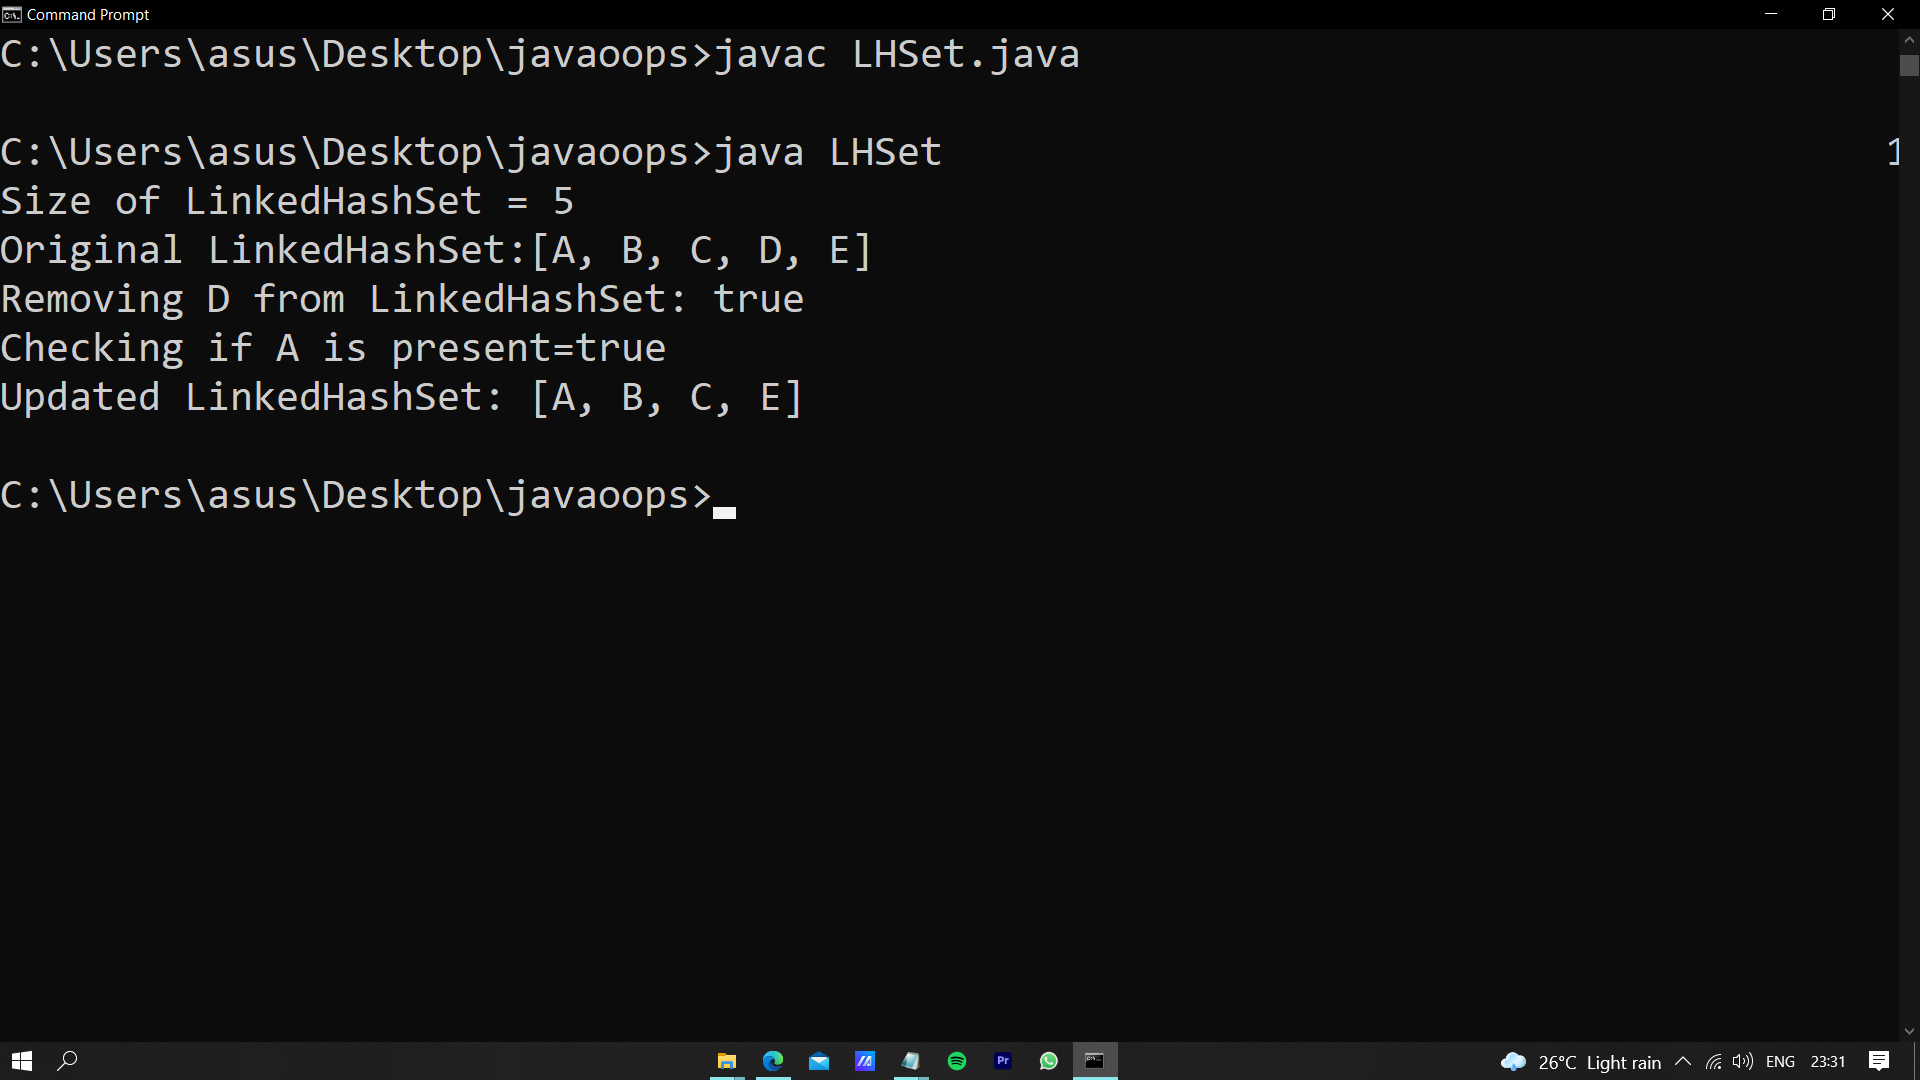 Command Prompt
C:\Users\asus\Desktop\javaoops>javac LHSet.java
C:\Users\asus\Desktop\javaoops>java LHSet 1
Size of LinkedHashSet = 5
Original LinkedHashSet:[A, B, C, D, E]
Removing D from LinkedHashSet: true
Checking if A is present=true
Updated LinkedHashSet: [A, B, C, E]
C:\Users\asus\Desktop\javaoops>
Pr
26°C Light rain ENG 23:31